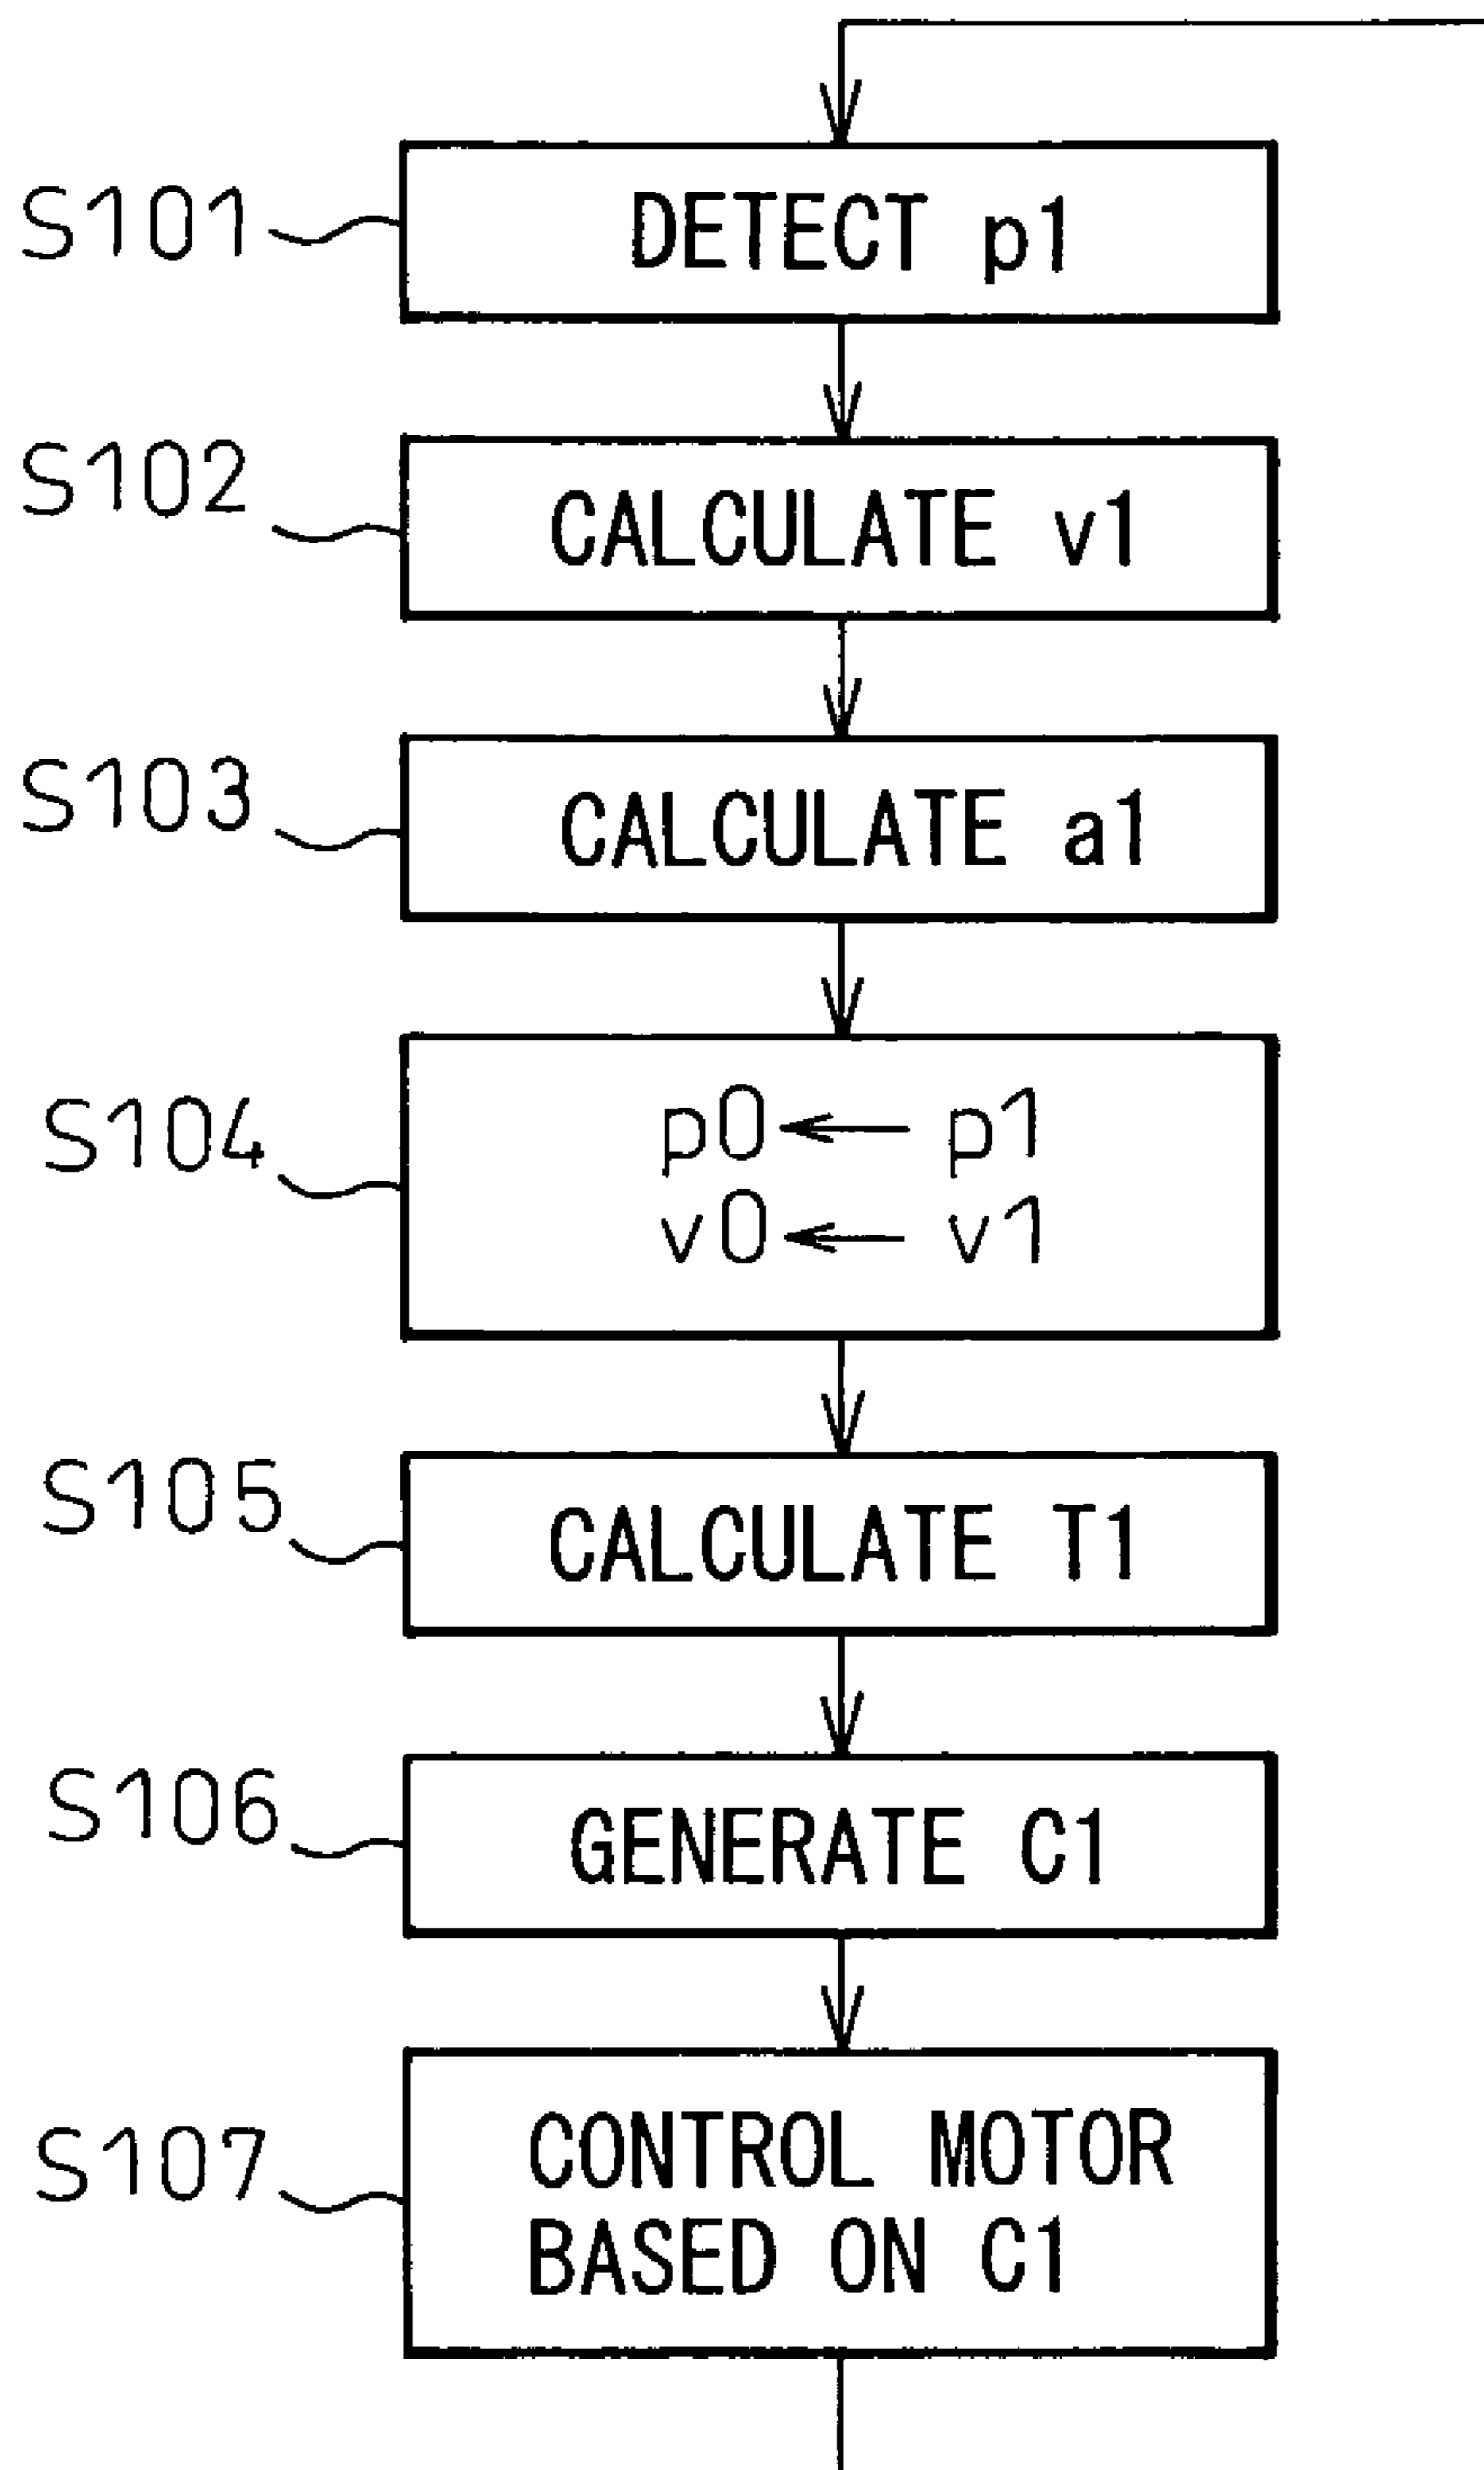 S101
DETECT p1
S102
CALCULATE v1
S103
CALCULATE a1
S104
p0 ← p1
v0 ← v1
S105
CALCULATE T1
S106
GENERATE C1
S107
CONTROL MOTOR
BASED ON C1